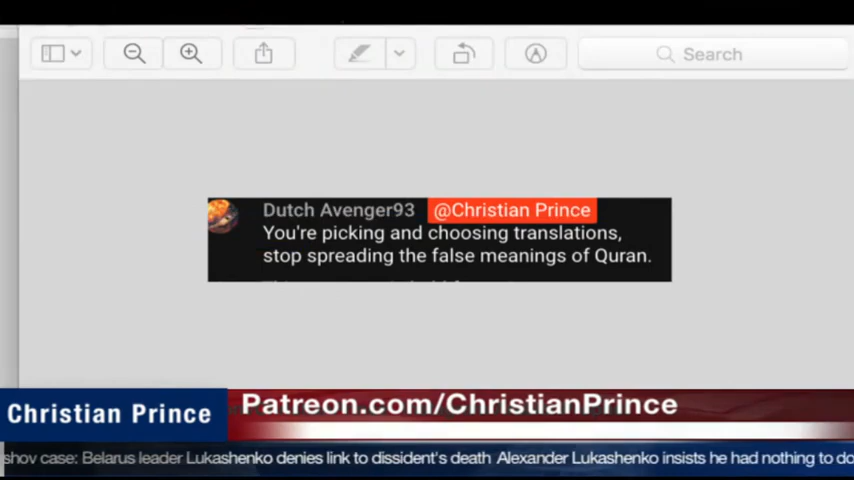 Search
Dutch Avenger93 @Christian Prince
You're picking and choosing translations,
stop spreading the false meanings of Quran.
Christian Prince
Patreon.com/ChristianPrince
shov case: Belarus leader Lukashenko denies link to dissident's death Alexander Lukashenko insists he had nothing to do